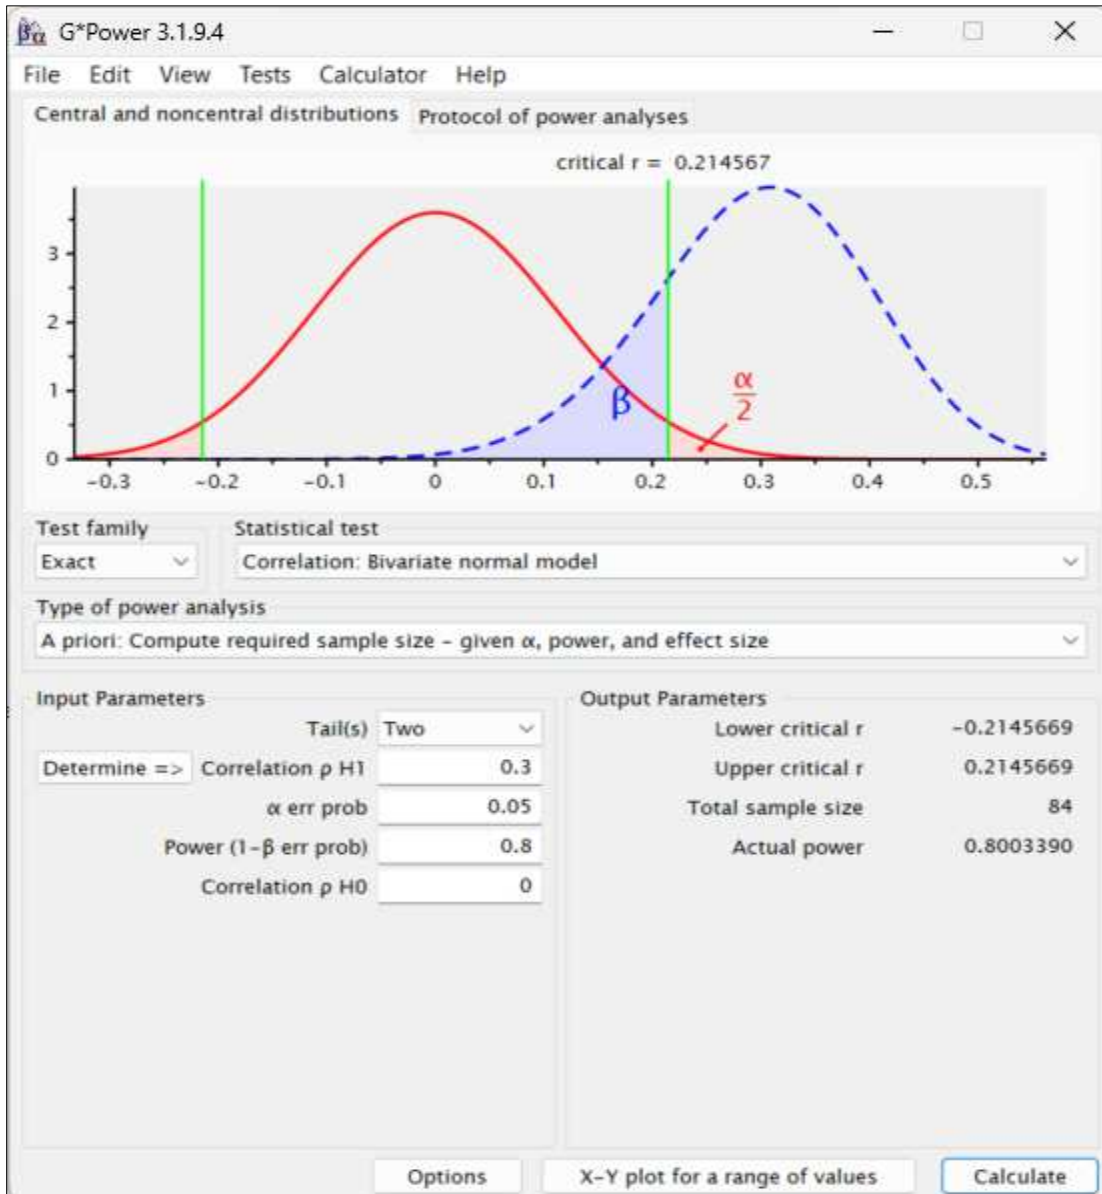 G*Power 3.1.9.4
File Edit View Tests Calculator Help
Central and noncentral distributions Protocol of power analyses
critical r = 0.214567
3
2
1
0
β
α
2
-0.3 -0.2 -0.1 0 0.1 0.2 0.3 0.4 0.5
Test family Statistical test
Exact Correlation: Bivariate normal model
Type of power analysis
A priori: Compute required sample size - given α, power, and effect size
Input Parameters Output Parameters
Tail(s) Two Lower critical r -0.2145669
Determine => Correlation ρ H1 0.3 Upper critical r 0.2145669
α err prob 0.05 Total sample size 84
Power (1-β err prob) 0.8 Actual power 0.8003390
Correlation ρ H0 0
Options X-Y plot for a range of values Calculate